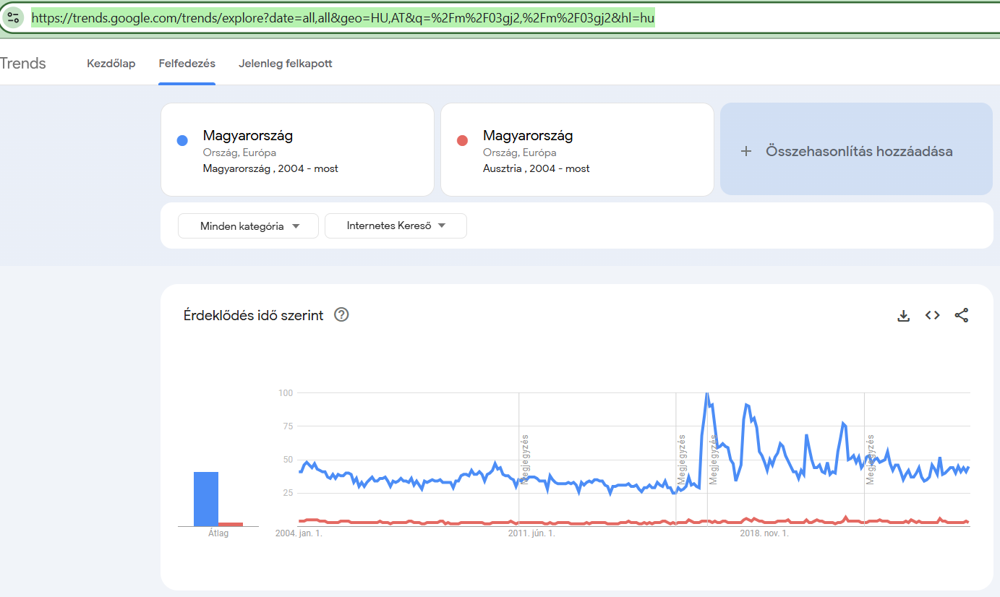 https://trends.google.com/trends/explore?date=all,all&geo=HU,AT&q=%2Fm%2F03gj2,%2Fm%2F03gj2&hl=hu
Trends
Kezdőlap
Felfedezés
Jelenleg felkapott
Magyarország
Ország, Európa
Magyarország , 2004 - most
Magyarország
Ország, Európa
Ausztria , 2004 - most
+ Összehasonlítás hozzáadása
Minden kategória
Internetes Kereső
Érdeklődés idő szerint
100
75
50
25
Megjegyzés
Megjegyzés
Megjegyzés
Megjegyzés
Átlag
2004. jan. 1.
2011. jún. 1.
2018. nov. 1.